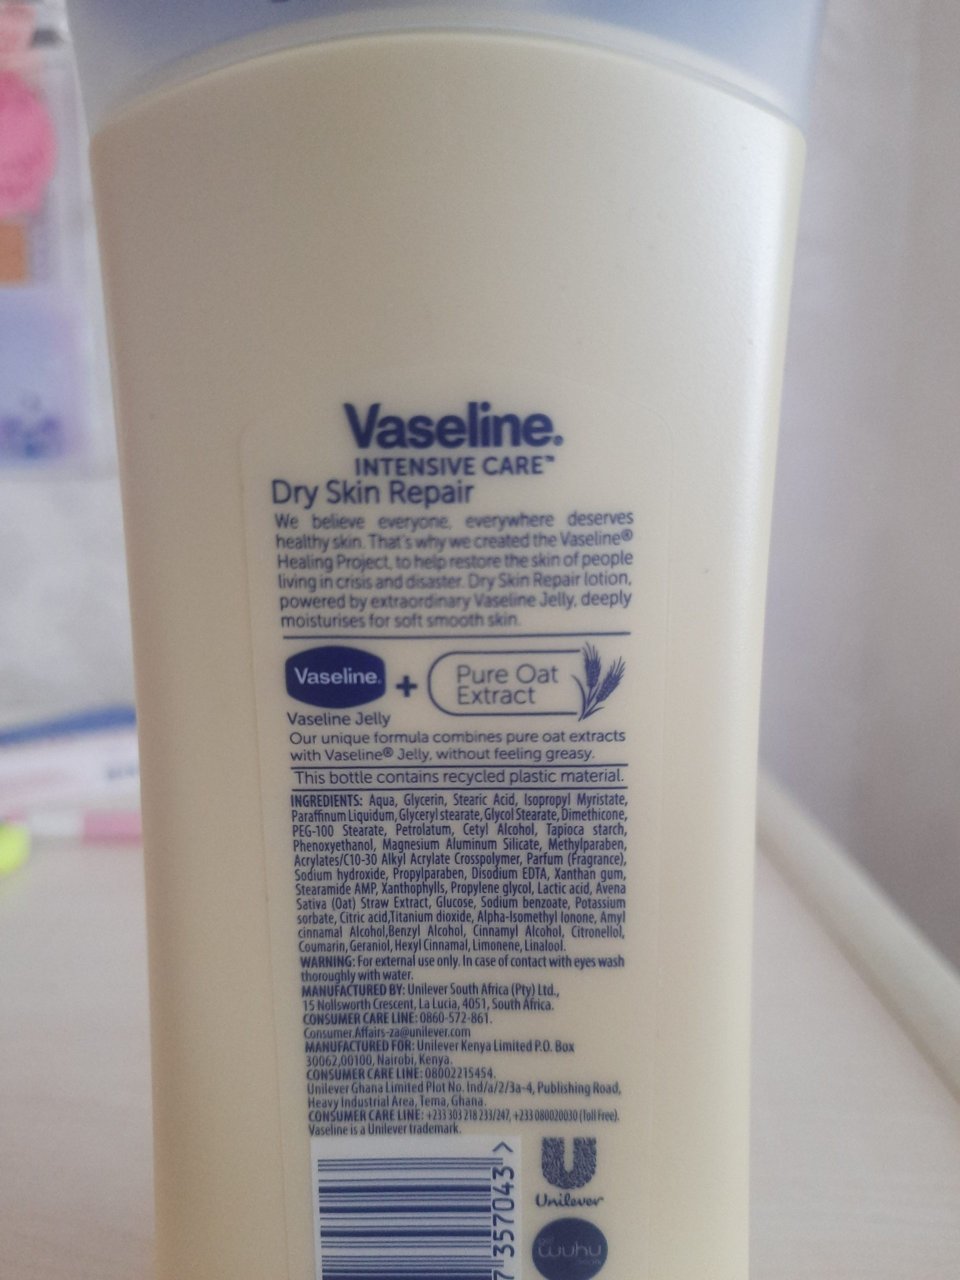 Vaseline.
INTENSIVE CARE™
Dry Skin Repair
We believe everyone, everywhere deserves
healthy skin. That's why we created the Vaseline®
Healing Project, to help restore the skin of people
living in crisis and disaster. Dry Skin Repair lotion,
powered by extraordinary Vaseline Jelly, deeply
moisturises for soft smooth skin.
Vaseline. + Pure Oat
Extract
Vaseline Jelly
Our unique formula combines pure oat extracts
with Vaseline® Jelly, without feeling greasy.
This bottle contains recycled plastic material.
INGREDIENTS: Aqua, Glycerin, Stearic Acid, Isopropyl Myristate,
Paraffinum Liquidum, Glyceryl stearate, Glycol Stearate, Dimethicone,
PEG-100 Stearate, Petrolatum, Cetyl Alcohol, Tapioca starch,
Phenoxyethanol, Magnesium Aluminum Silicate, Methylparaben,
Acrylates/C10-30 Alkyl Acrylate Crosspolymer, Parfum (Fragrance),
Sodium hydroxide, Propylparaben, Disodium EDTA, Xanthan gum,
Stearamide AMP, Xanthophylls, Propylene glycol, Lactic acid, Avena
Sativa (Oat) Straw Extract, Glucose, Sodium benzoate, Potassium
sorbate, Citric acid,Titanium dioxide, Alpha-Isomethyl Ionone, Amyl
cinnamal Alcohol,Benzyl Alcohol, Cinnamyl Alcohol, Citronellol,
Coumarin, Geraniol, Hexyl Cinnamal, Limonene, Linalool.
WARNING: For external use only. In case of contact with eyes wash
thoroughly with water.
MANUFACTURED BY: Unilever South Africa (Pty) Ltd.,
15 Nollsworth Crescent, La Lucia, 4051, South Africa.
CONSUMER CARE LINE: 0860-572-861.
Consumer.Affairs-za@unilever.com
MANUFACTURED FOR: Unilever Kenya Limited P.O. Box
30062,00100, Nairobi, Kenya.
CONSUMER CARE LINE: 08002215454.
Unilever Ghana Limited Plot No. Ind/a/2/3a-4, Publishing Road,
Heavy Industrial Area, Tema, Ghana.
CONSUMER CARE LINE: +233 303 218 233/247, +233 080020030 (Toll Free).
Vaseline is a Unilever trademark.
7 357043 >
Unilever
wuhu